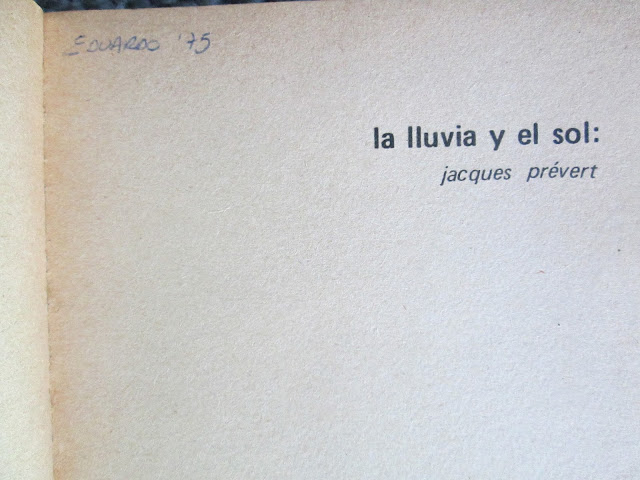 EDUARDO '75
la lluvia y el sol:
jacques prévert